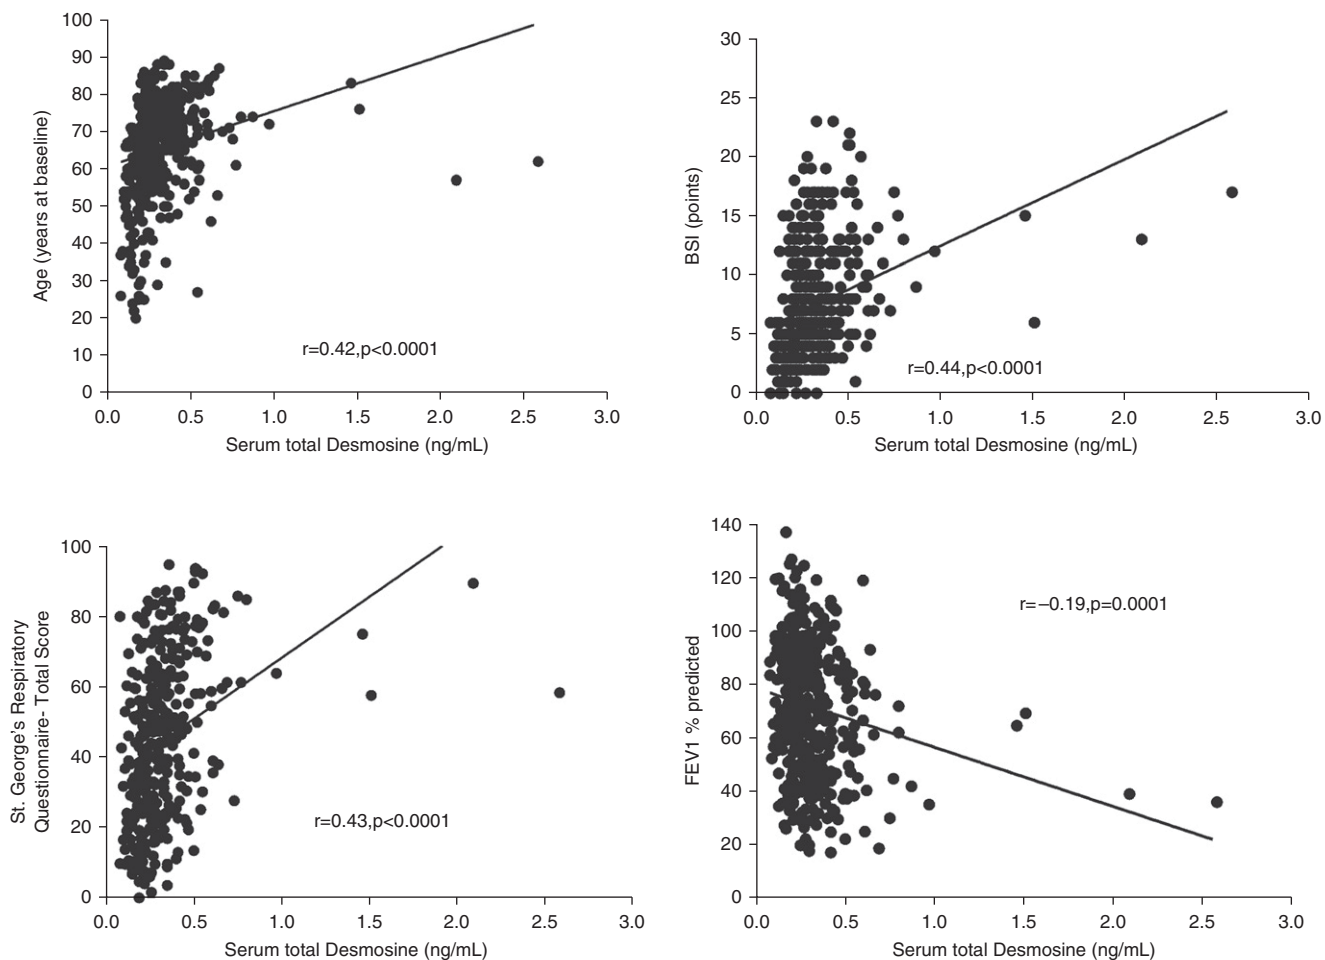 100
90
80
70
60
50
40
30
20
10
0
Age (years at baseline)
r=0.42,p<0.0001
0.0 0.5 1.0 1.5 2.0 2.5 3.0
Serum total Desmosine (ng/mL)
30
25
20
15
10
5
0
BSI (points)
r=0.44,p<0.0001
0.0 0.5 1.0 1.5 2.0 2.5 3.0
Serum total Desmosine (ng/mL)
100
80
60
40
20
0
St. George's Respiratory
Questionnaire- Total Score
r=0.43,p<0.0001
0.0 0.5 1.0 1.5 2.0 2.5 3.0
Serum total Desmosine (ng/mL)
140
120
100
80
60
40
20
0
FEV1 % predicted
r=−0.19,p=0.0001
0.0 0.5 1.0 1.5 2.0 2.5 3.0
Serum total Desmosine (ng/mL)